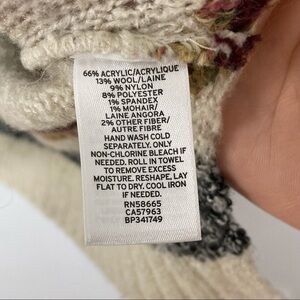 66% ACRYLIC/ACRYLIQUE
13% WOOL/LAINE
9% NYLON
8% POLYESTER
1% SPANDEX
1% MOHAIR/
LAINE ANGORA
2% OTHER FIBER/
AUTRE FIBRE
HAND WASH COLD
SEPARATELY. ONLY
NON-CHLORINE BLEACH IF
NEEDED. ROLL IN TOWEL
TO REMOVE EXCESS
MOISTURE. RESHAPE, LAY
FLAT TO DRY. COOL IRON
IF NEEDED.
RN58665
CA57963
BP341749